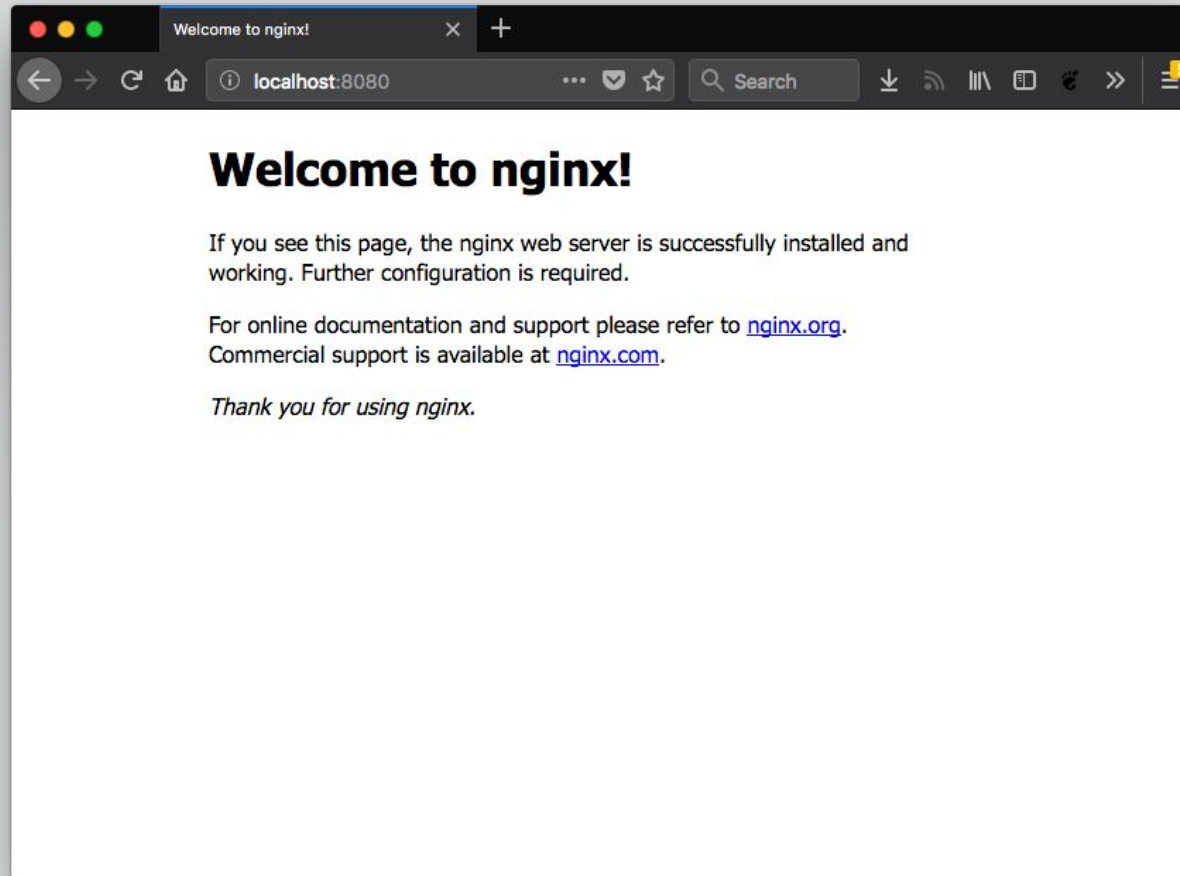 Welcome to nginx!
localhost:8080
Search
Welcome to nginx!
If you see this page, the nginx web server is successfully installed and
working. Further configuration is required.
For online documentation and support please refer to nginx.org.
Commercial support is available at nginx.com.
Thank you for using nginx.